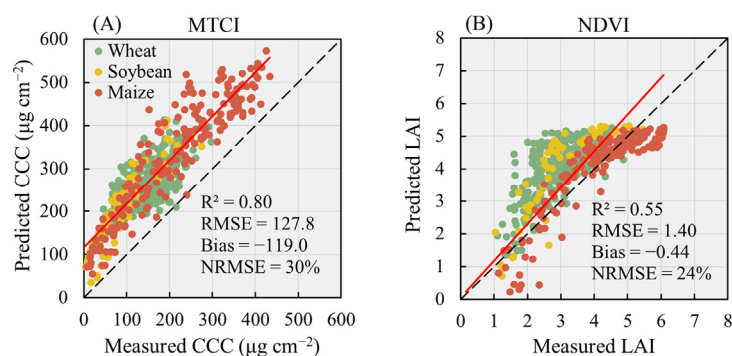 (A)
MTCI
Predicted CCC (μg cm⁻²)
600
500
400
300
200
100
0
Wheat
Soybean
Maize
R² = 0.80
RMSE = 127.8
Bias = −119.0
NRMSE = 30%
0 100 200 300 400 500 600
Measured CCC (μg cm⁻²)
(B)
NDVI
Predicted LAI
8
7
6
5
4
3
2
1
0
R² = 0.55
RMSE = 1.40
Bias = −0.44
NRMSE = 24%
0 1 2 3 4 5 6 7 8
Measured LAI